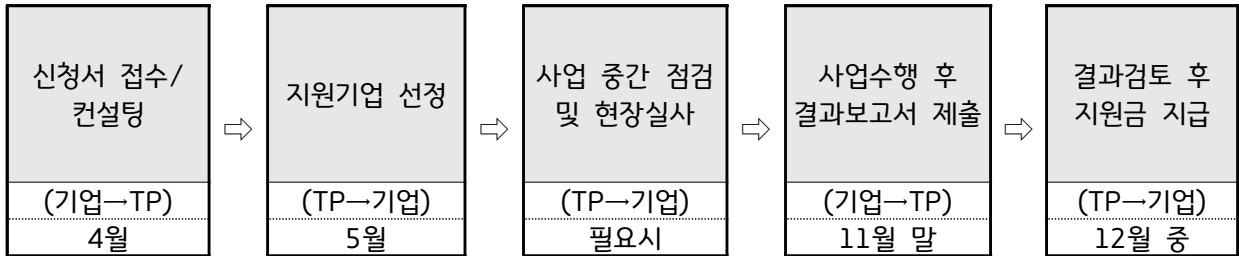 신청서 접수/
컨설팅
(기업→TP)
4월
⇨
지원기업 선정
(TP→기업)
5월
⇨
사업 중간 점검
및 현장실사
(TP→기업)
필요시
⇨
사업수행 후
결과보고서 제출
(기업→TP)
11월 말
⇨
결과검토 후
지원금 지급
(TP→기업)
12월 중